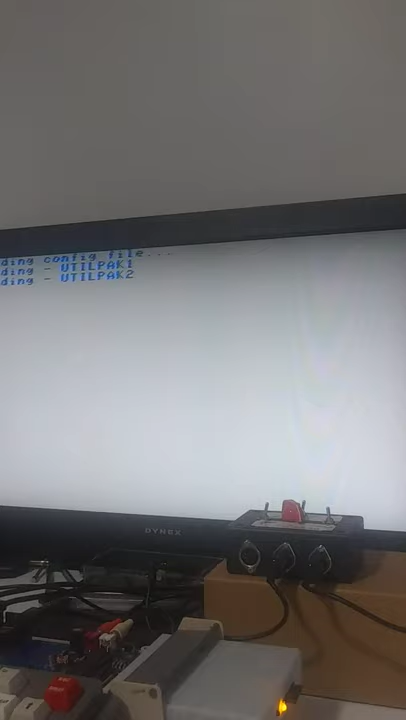 ding config file...
ding - UTILPAK1
ding - UTILPAK2
DYNEX